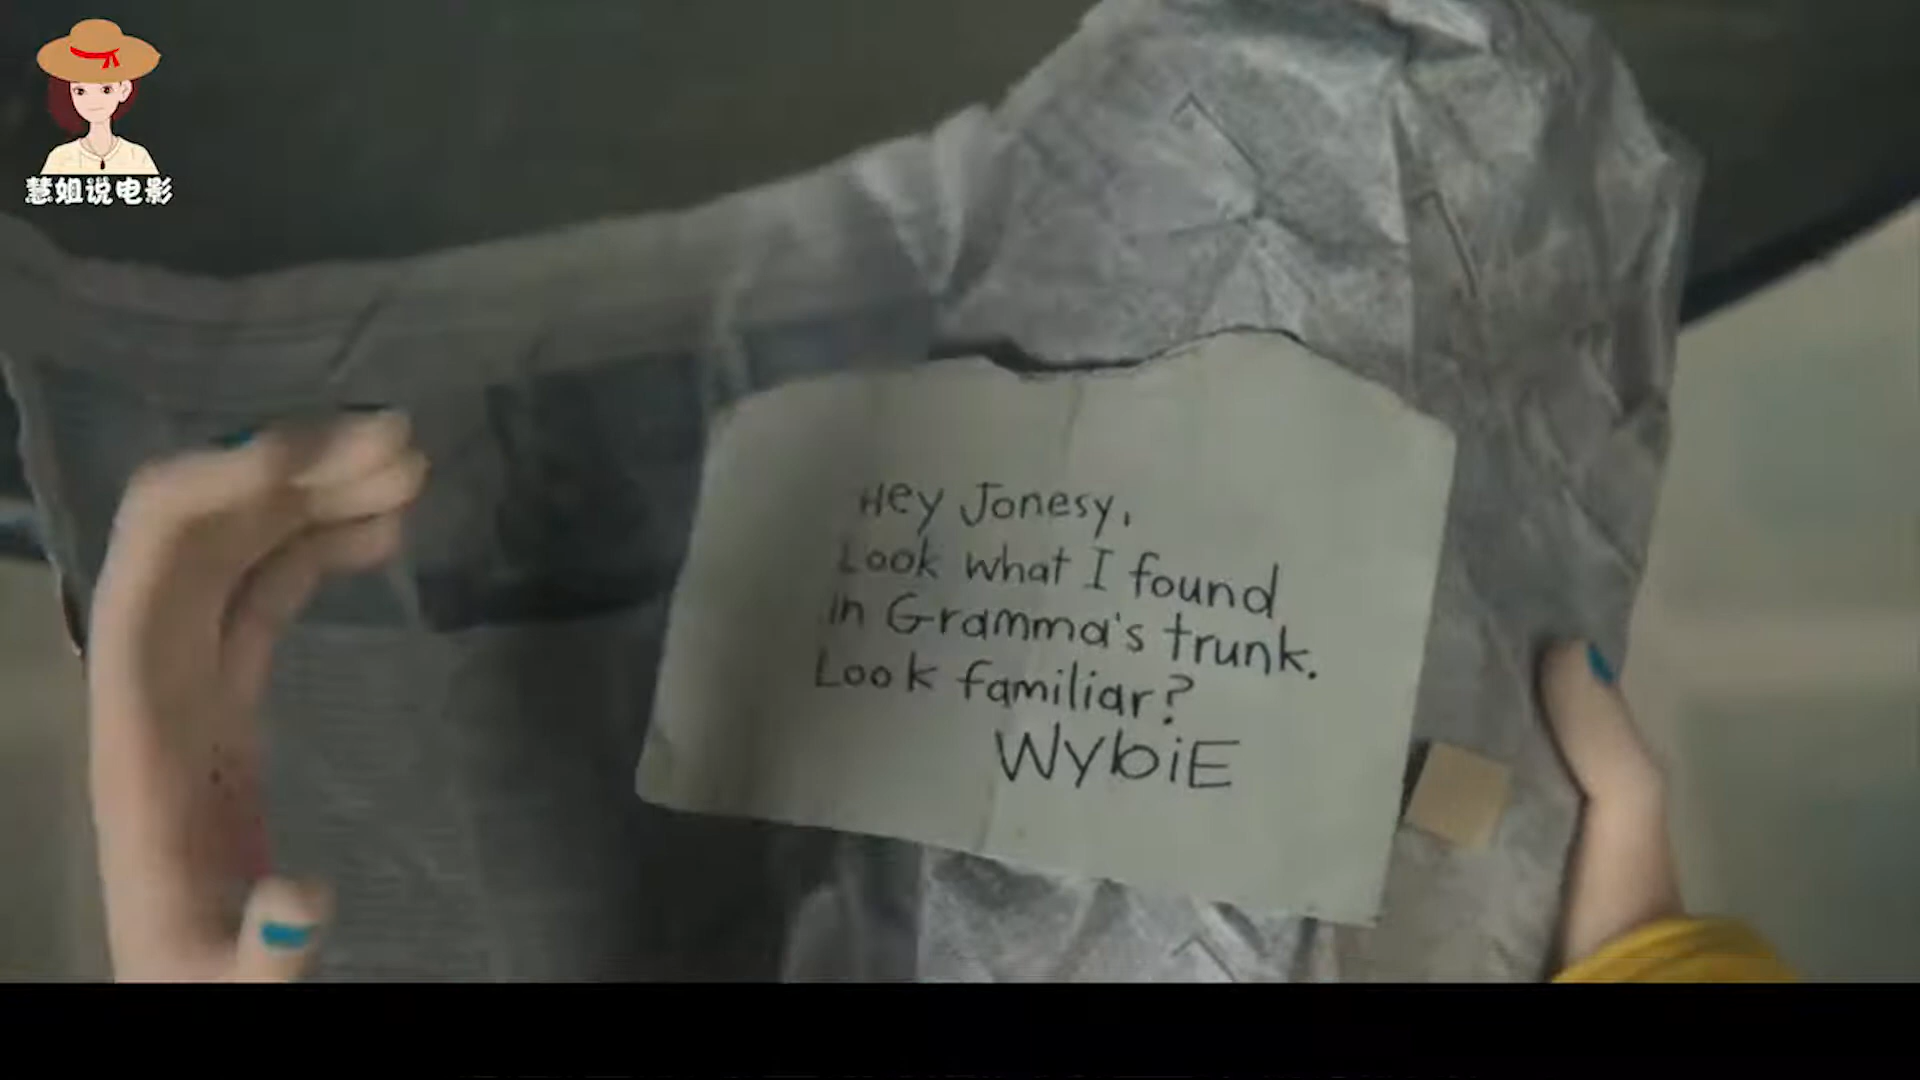 慧姐说电影
Hey Jonesy,
Look what I found
in Gramma's trunk.
Look familiar?
WybiE